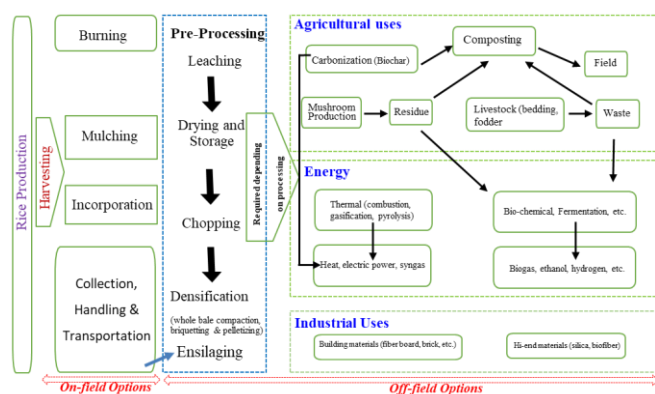 Rice Production
Harvesting
Burning
Mulching
Incorporation
Collection,
Handling &
Transportation
On-field Options
Pre-Processing
Leaching
Drying and
Storage
Chopping
Densification
(whole bale compaction,
briquetting & pelletizing)
Ensilaging
Required depending
on processing
Agricultural uses
Carbonization (Biochar)
Composting
Field
Mushroom
Production
Residue
Livestock (bedding,
fodder
Waste
Energy
Thermal (combustion,
gasification, pyrolysis)
Heat, electric power, syngas
Bio-chemical, Fermentation, etc.
Biogas, ethanol, hydrogen, etc.
Industrial Uses
Building materials (fiber board, brick, etc.)
Hi-end materials (silica, biofiber)
Off-field Options